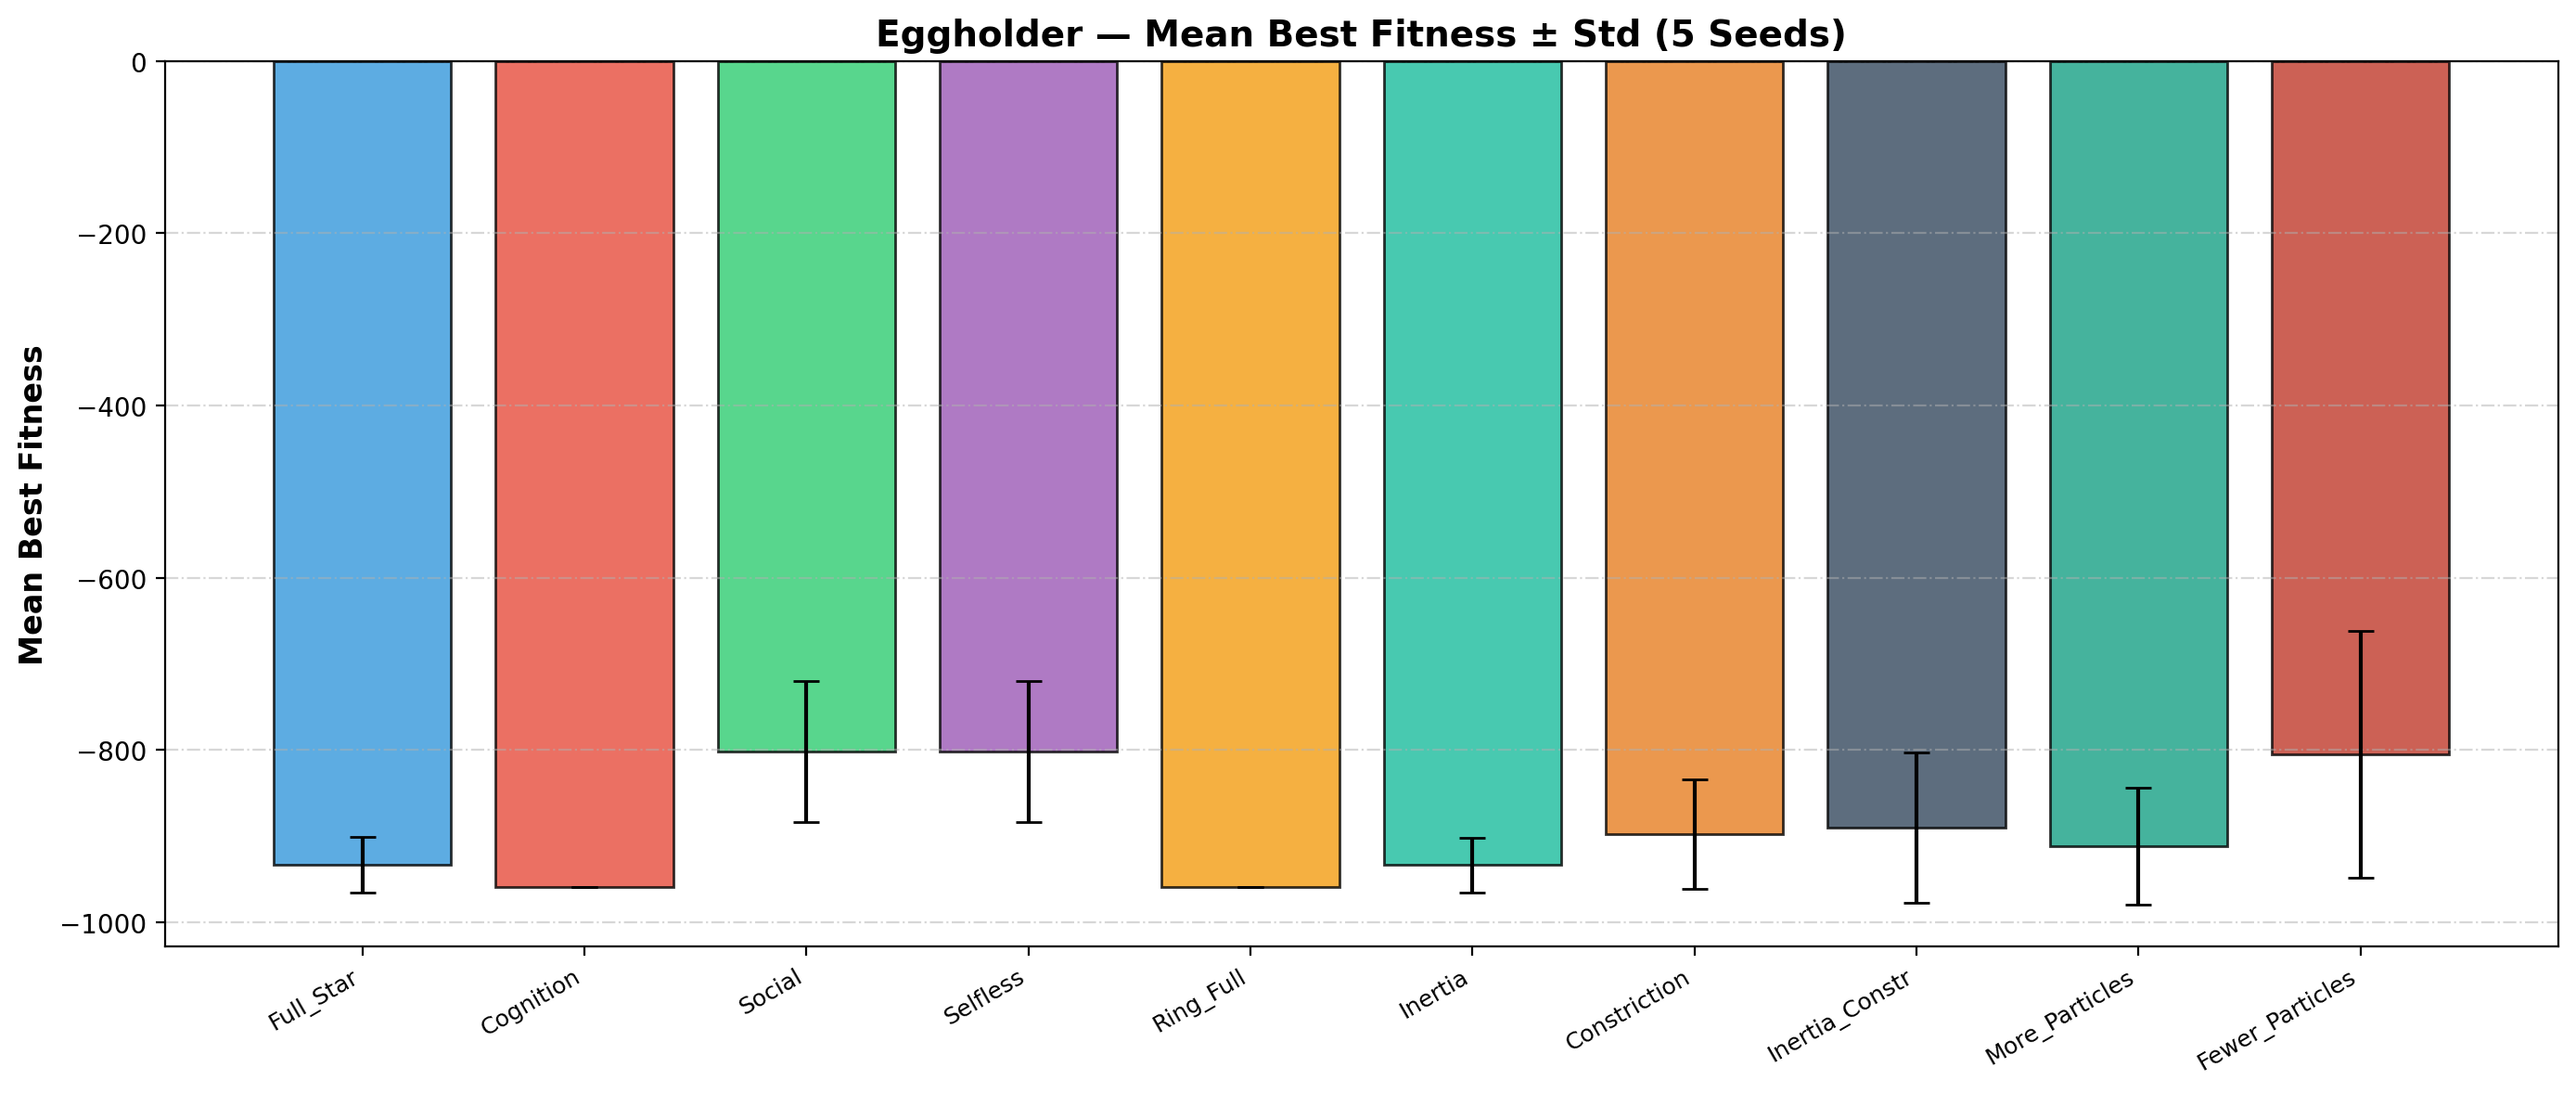 Eggholder — Mean Best Fitness ± Std (5 Seeds)
Mean Best Fitness
0
−200
−400
−600
−800
−1000
Full_Star
Cognition
Social
Selfless
Ring_Full
Inertia
Constriction
Inertia_Constr
More_Particles
Fewer_Particles